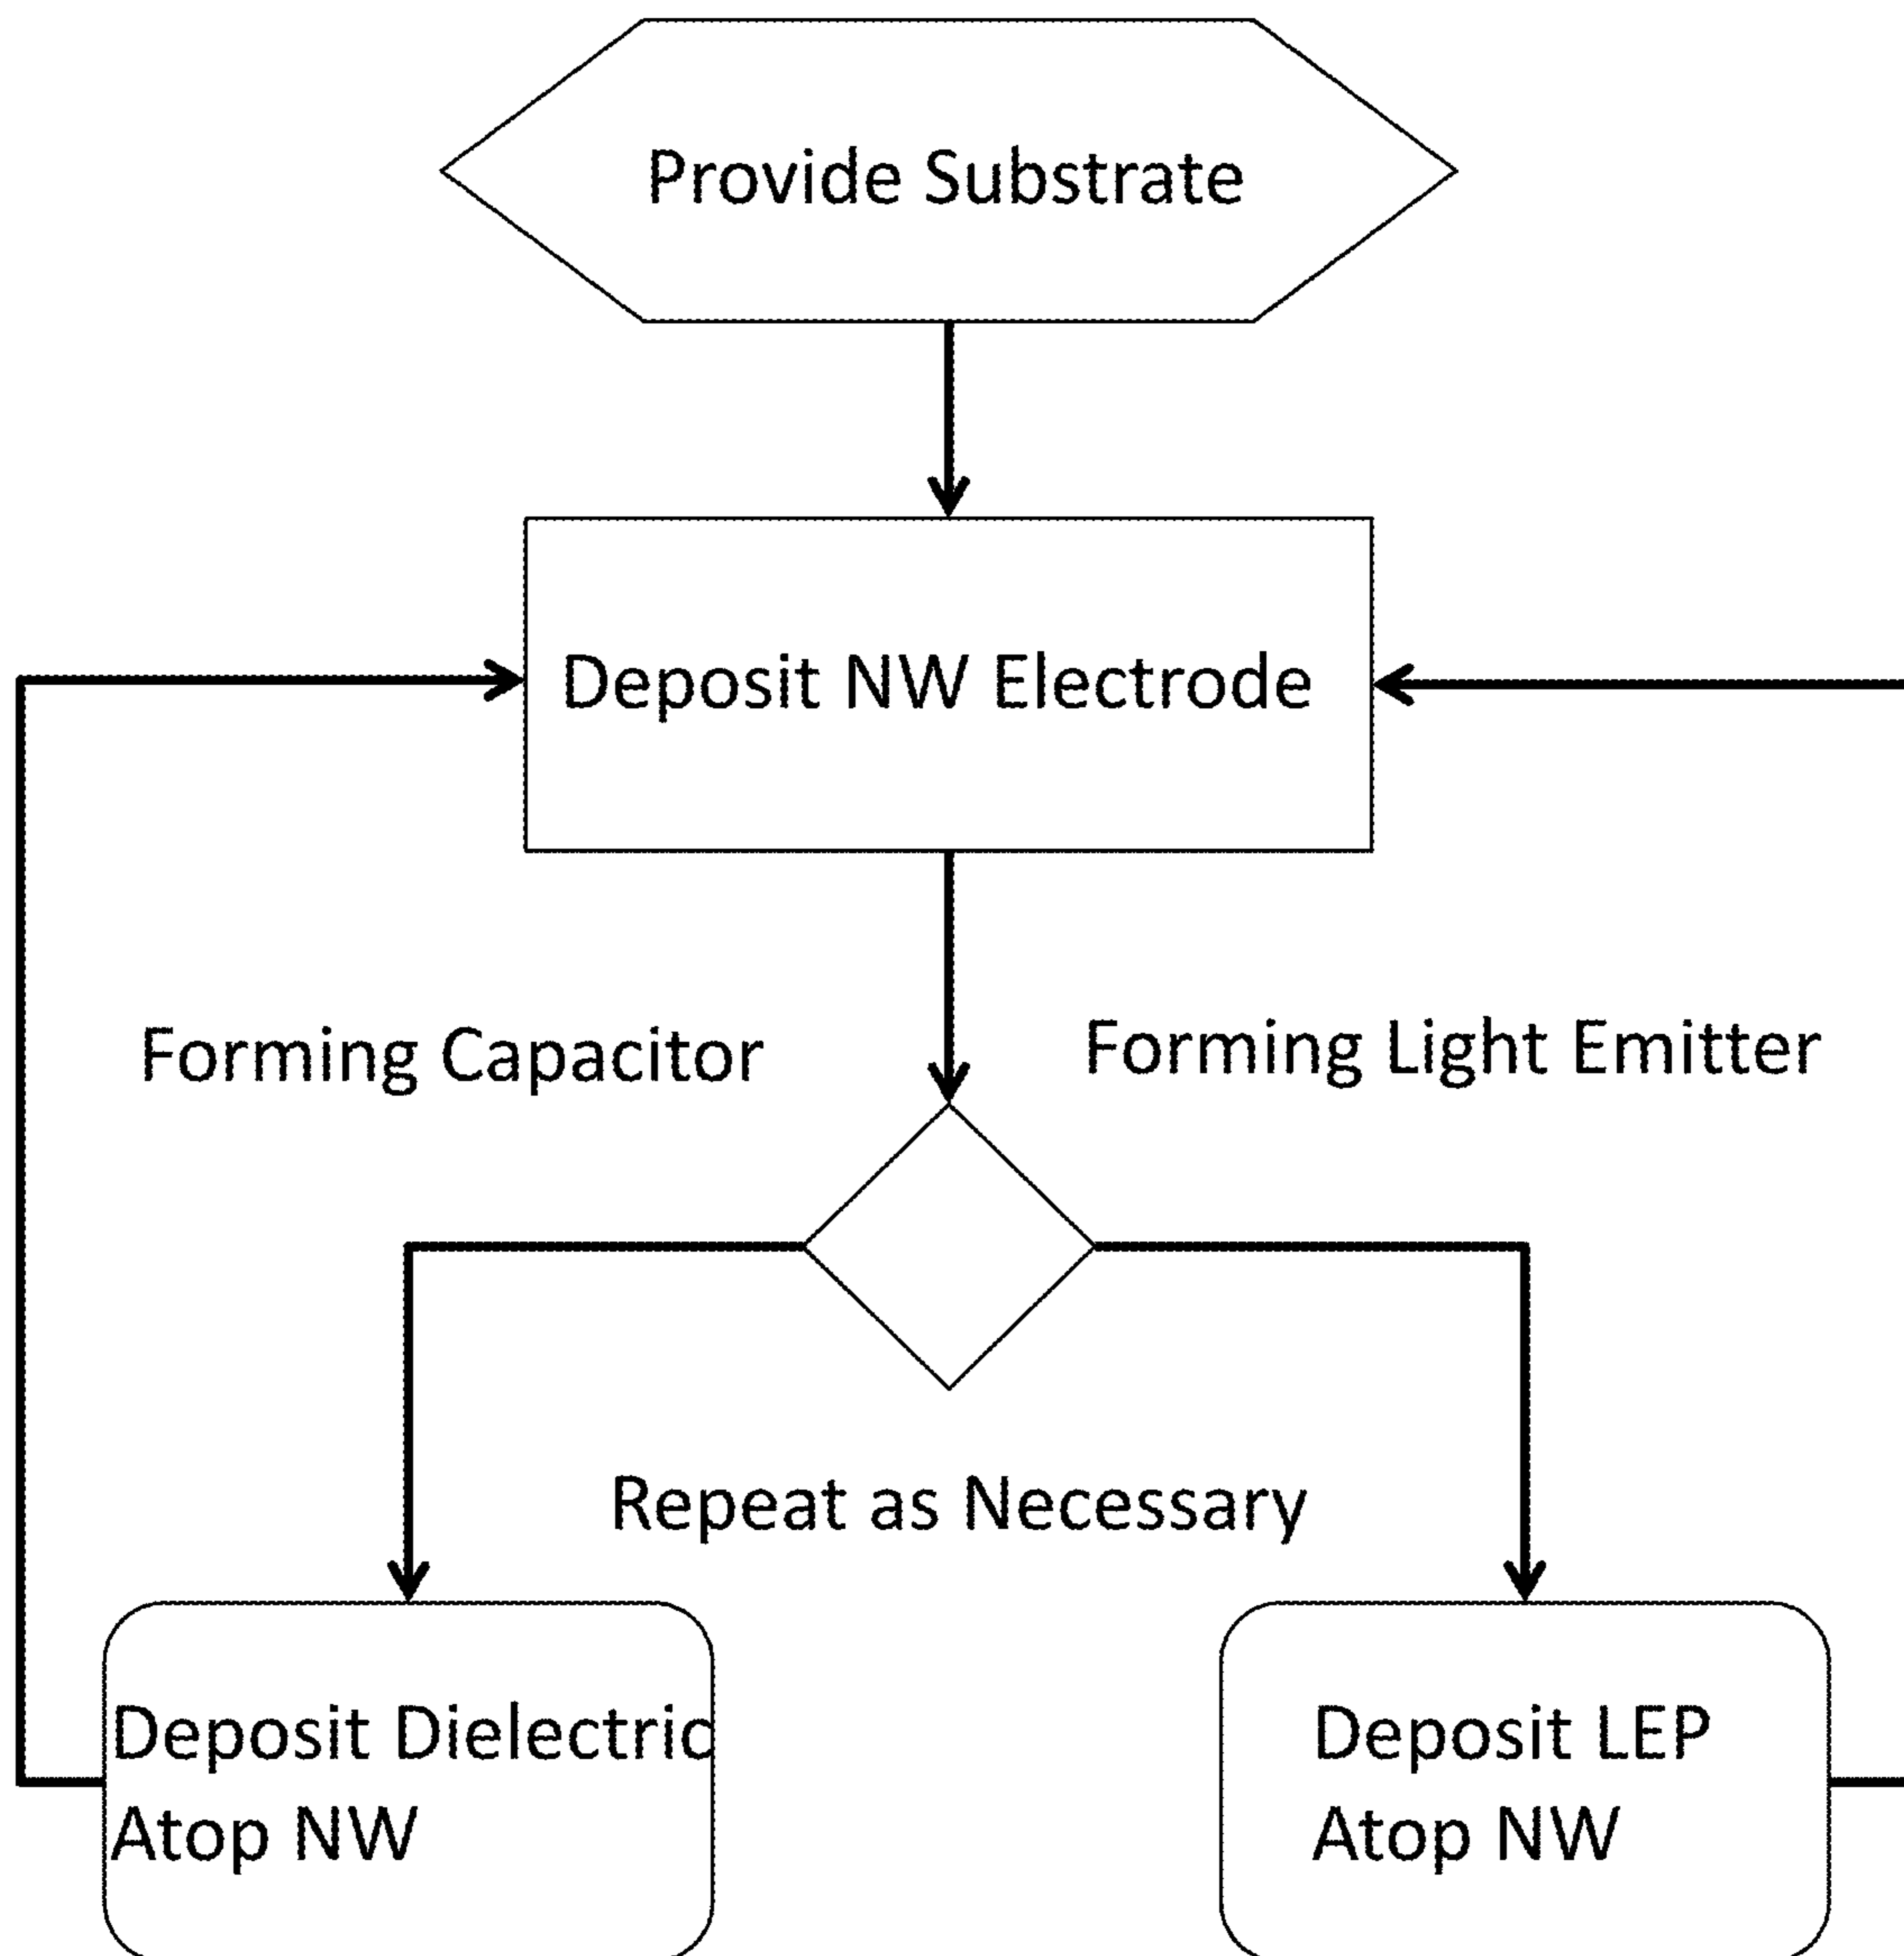 Provide Substrate
Deposit NW Electrode
Forming Capacitor
Forming Light Emitter
Repeat as Necessary
Deposit Dielectric
Atop NW
Deposit LEP
Atop NW